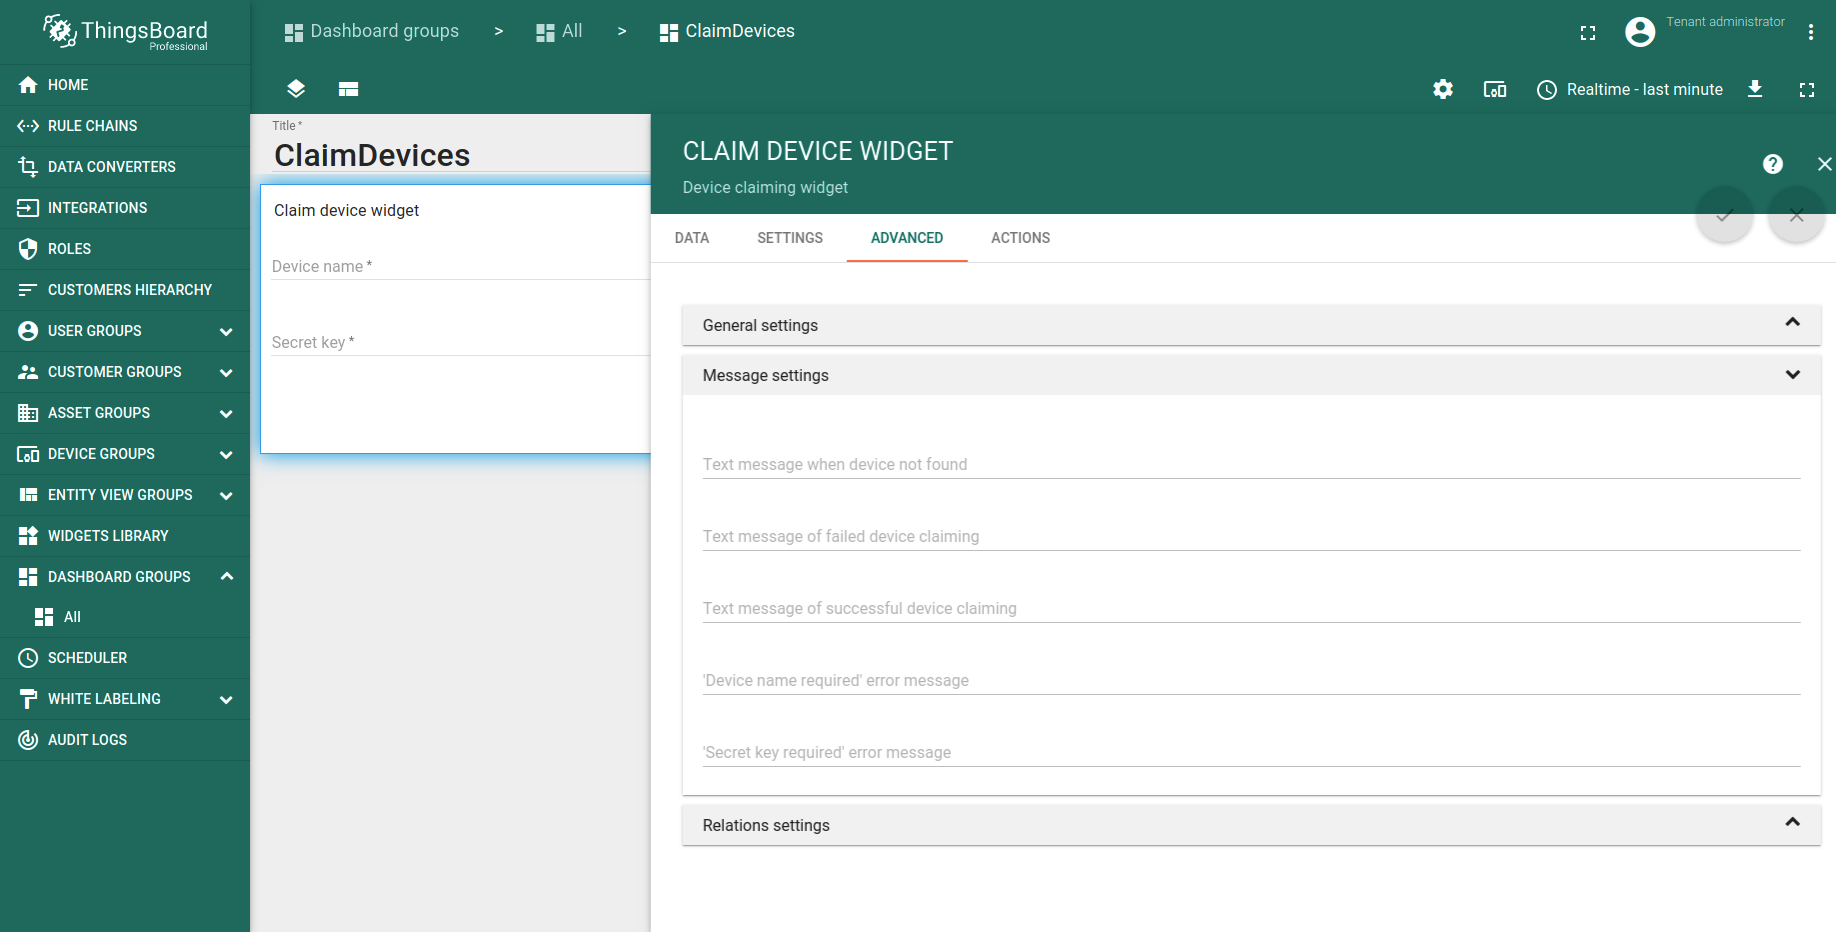 ThingsBoard
Professional
HOME
RULE CHAINS
DATA CONVERTERS
INTEGRATIONS
ROLES
CUSTOMERS HIERARCHY
USER GROUPS
CUSTOMER GROUPS
ASSET GROUPS
DEVICE GROUPS
ENTITY VIEW GROUPS
WIDGETS LIBRARY
DASHBOARD GROUPS
All
SCHEDULER
WHITE LABELING
AUDIT LOGS
Dashboard groups > All > ClaimDevices
Tenant administrator
Realtime - last minute
Title *
ClaimDevices
Claim device widget
Device name *
Secret key *
CLAIM DEVICE WIDGET
Device claiming widget
DATA SETTINGS ADVANCED ACTIONS
General settings
Message settings
Text message when device not found
Text message of failed device claiming
Text message of successful device claiming
'Device name required' error message
'Secret key required' error message
Relations settings